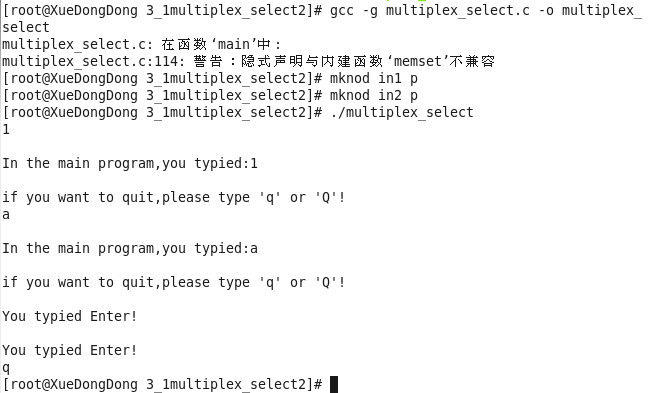 [root@XueDongDong 3_1multiplex_select2]# gcc -g multiplex_select.c -o multiplex_
select
multiplex_select.c: 在函数‘main’中：
multiplex_select.c:114: 警告：隐式声明与内建函数‘memset’不兼容
[root@XueDongDong 3_1multiplex_select2]# mknod in1 p
[root@XueDongDong 3_1multiplex_select2]# mknod in2 p
[root@XueDongDong 3_1multiplex_select2]# ./multiplex_select
1
In the main program,you typied:1
if you want to quit,please type 'q' or 'Q'!
a
In the main program,you typied:a
if you want to quit,please type 'q' or 'Q'!
You typied Enter!
You typied Enter!
q
[root@XueDongDong 3_1multiplex_select2]#